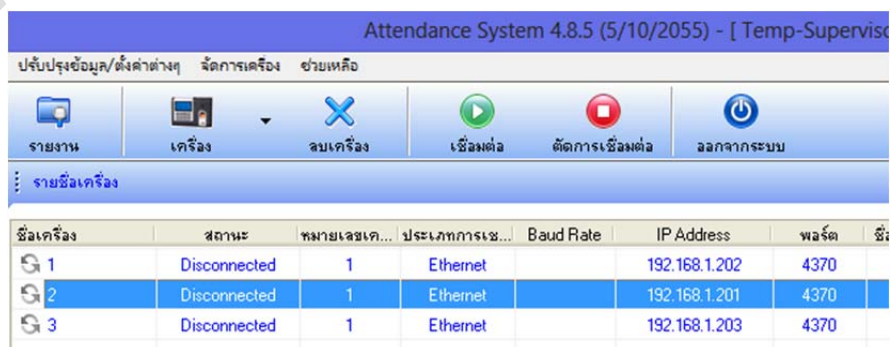 Attendance System 4.8.5 (5/10/2055) - [ Temp-Superviso
ปรับปรุงข้อมูล/ตั้งค่าต่างๆ จัดการเครื่อง ช่วยเหลือ
รายงาน เครื่อง ลบเครื่อง เชื่อมต่อ ตัดการเชื่อมต่อ ออกจากระบบ
รายชื่อเครื่อง
ชื่อเครื่อง สถานะ หมายเลขเค... ประเภทการเช... Baud Rate IP Address พอร์ต ชื่
1 Disconnected 1 Ethernet 192.168.1.202 4370
2 Disconnected 1 Ethernet 192.168.1.201 4370
3 Disconnected 1 Ethernet 192.168.1.203 4370